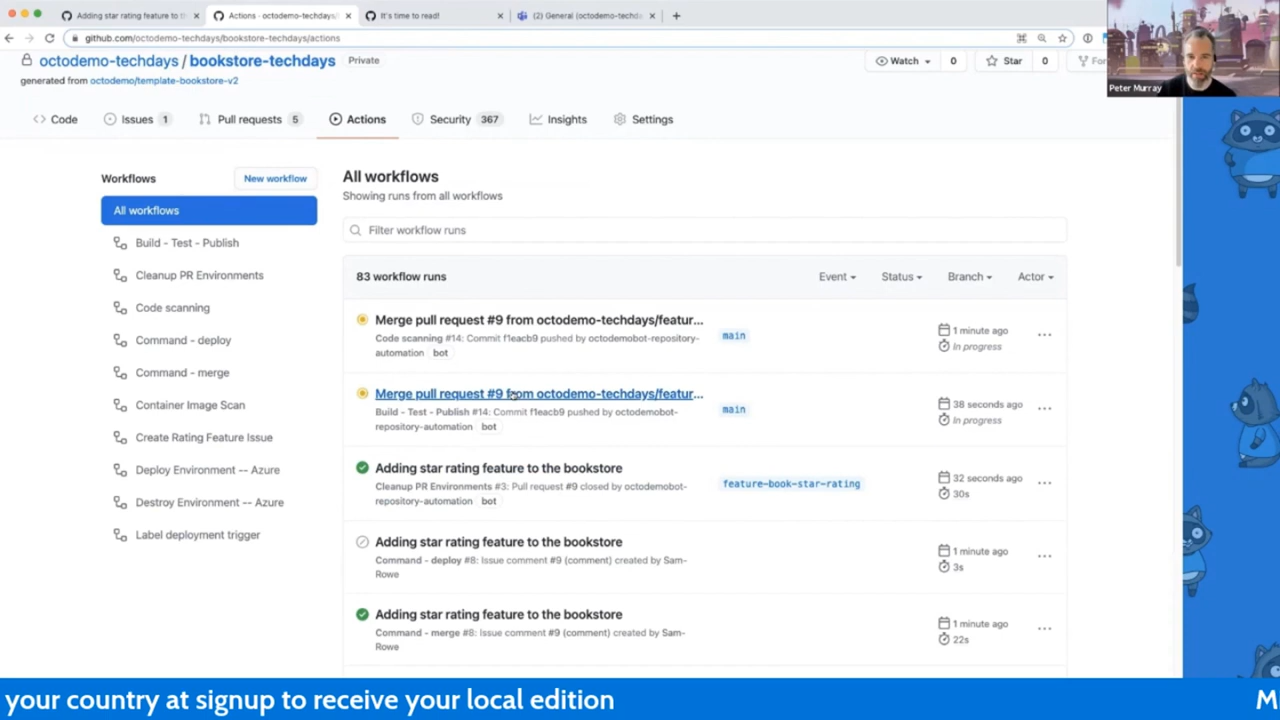 Adding star rating feature to th
Actions · octodemo-techdays/
It's time to read!
(2) General (octodemo-techda
github.com/octodemo-techdays/bookstore-techdays/actions
Peter Murray
octodemo-techdays / bookstore-techdays Private
Watch 0 Star 0 For
generated from octodemo/template-bookstore-v2
Code Issues 1 Pull requests 5 Actions Security 367 Insights Settings
Workflows New workflow
All workflows
Build - Test - Publish
Cleanup PR Environments
Code scanning
Command - deploy
Command - merge
Container Image Scan
Create Rating Feature Issue
Deploy Environment -- Azure
Destroy Environment -- Azure
Label deployment trigger
All workflows
Showing runs from all workflows
Filter workflow runs
83 workflow runs Event Status Branch Actor
Merge pull request #9 from octodemo-techdays/featur...
Code scanning #14: Commit f1eacb9 pushed by octodemobot-repository-
automation bot
main
1 minute ago
In progress
Merge pull request #9 from octodemo-techdays/featur...
Build - Test - Publish #14: Commit f1eacb9 pushed by octodemobot-
repository-automation bot
main
38 seconds ago
In progress
Adding star rating feature to the bookstore
Cleanup PR Environments #3: Pull request #9 closed by octodemobot-
repository-automation bot
feature-book-star-rating
32 seconds ago
30s
Adding star rating feature to the bookstore
Command - deploy #8: Issue comment #9 (comment) created by Sam-
Rowe
1 minute ago
3s
Adding star rating feature to the bookstore
Command - merge #8: Issue comment #9 (comment) created by Sam-
Rowe
1 minute ago
22s
your country at signup to receive your local edition M